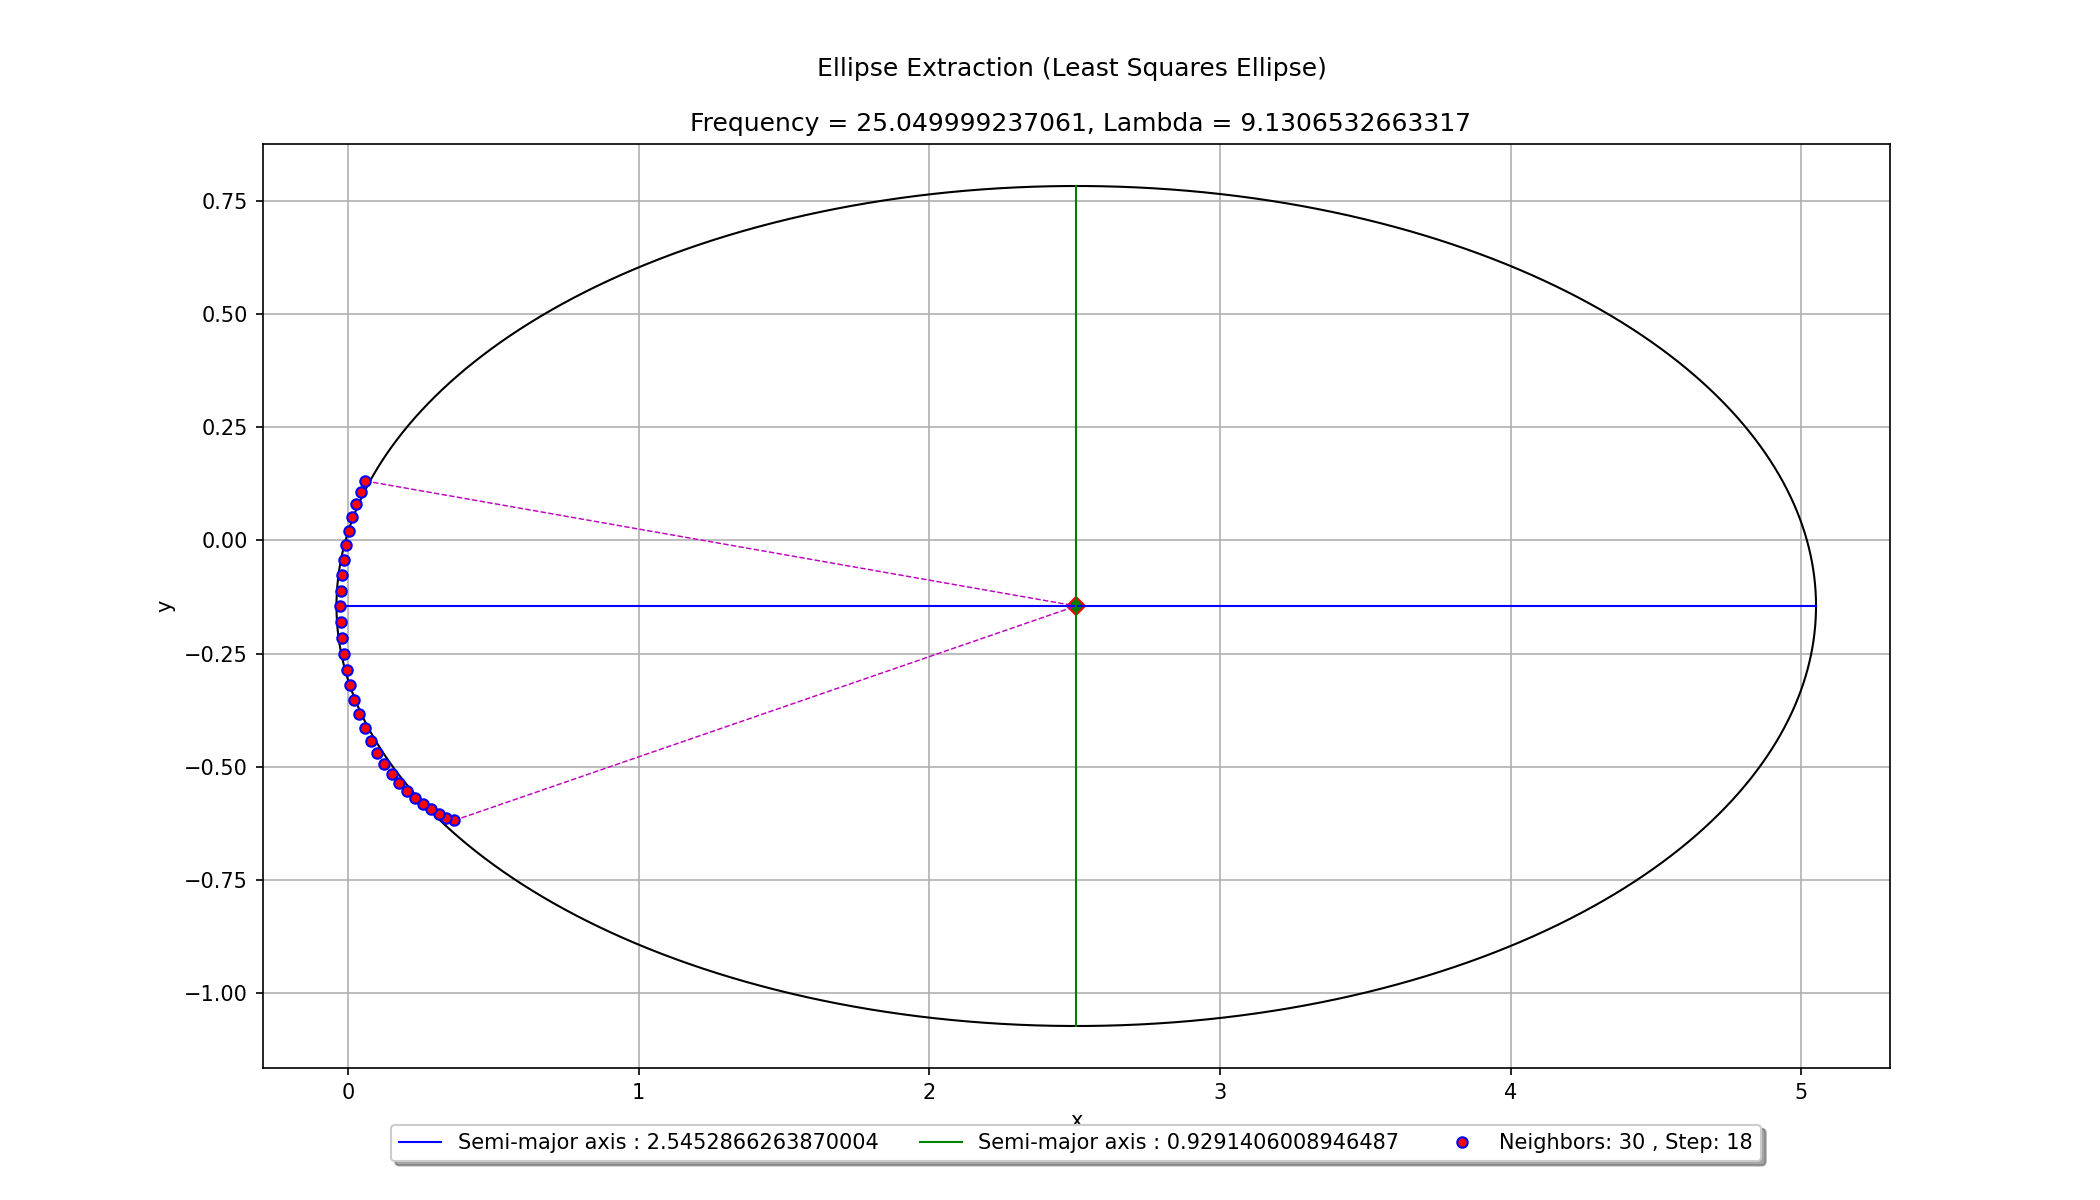 Ellipse Extraction (Least Squares Ellipse)
Frequency = 25.049999237061, Lambda = 9.1306532663317
0.75
0.50
0.25
0.00
−0.25
−0.50
−0.75
−1.00
y
0 1 2 3 4 5
x
Semi-major axis : 2.5452866263870004 Semi-major axis : 0.9291406008946487 Neighbors: 30 , Step: 18